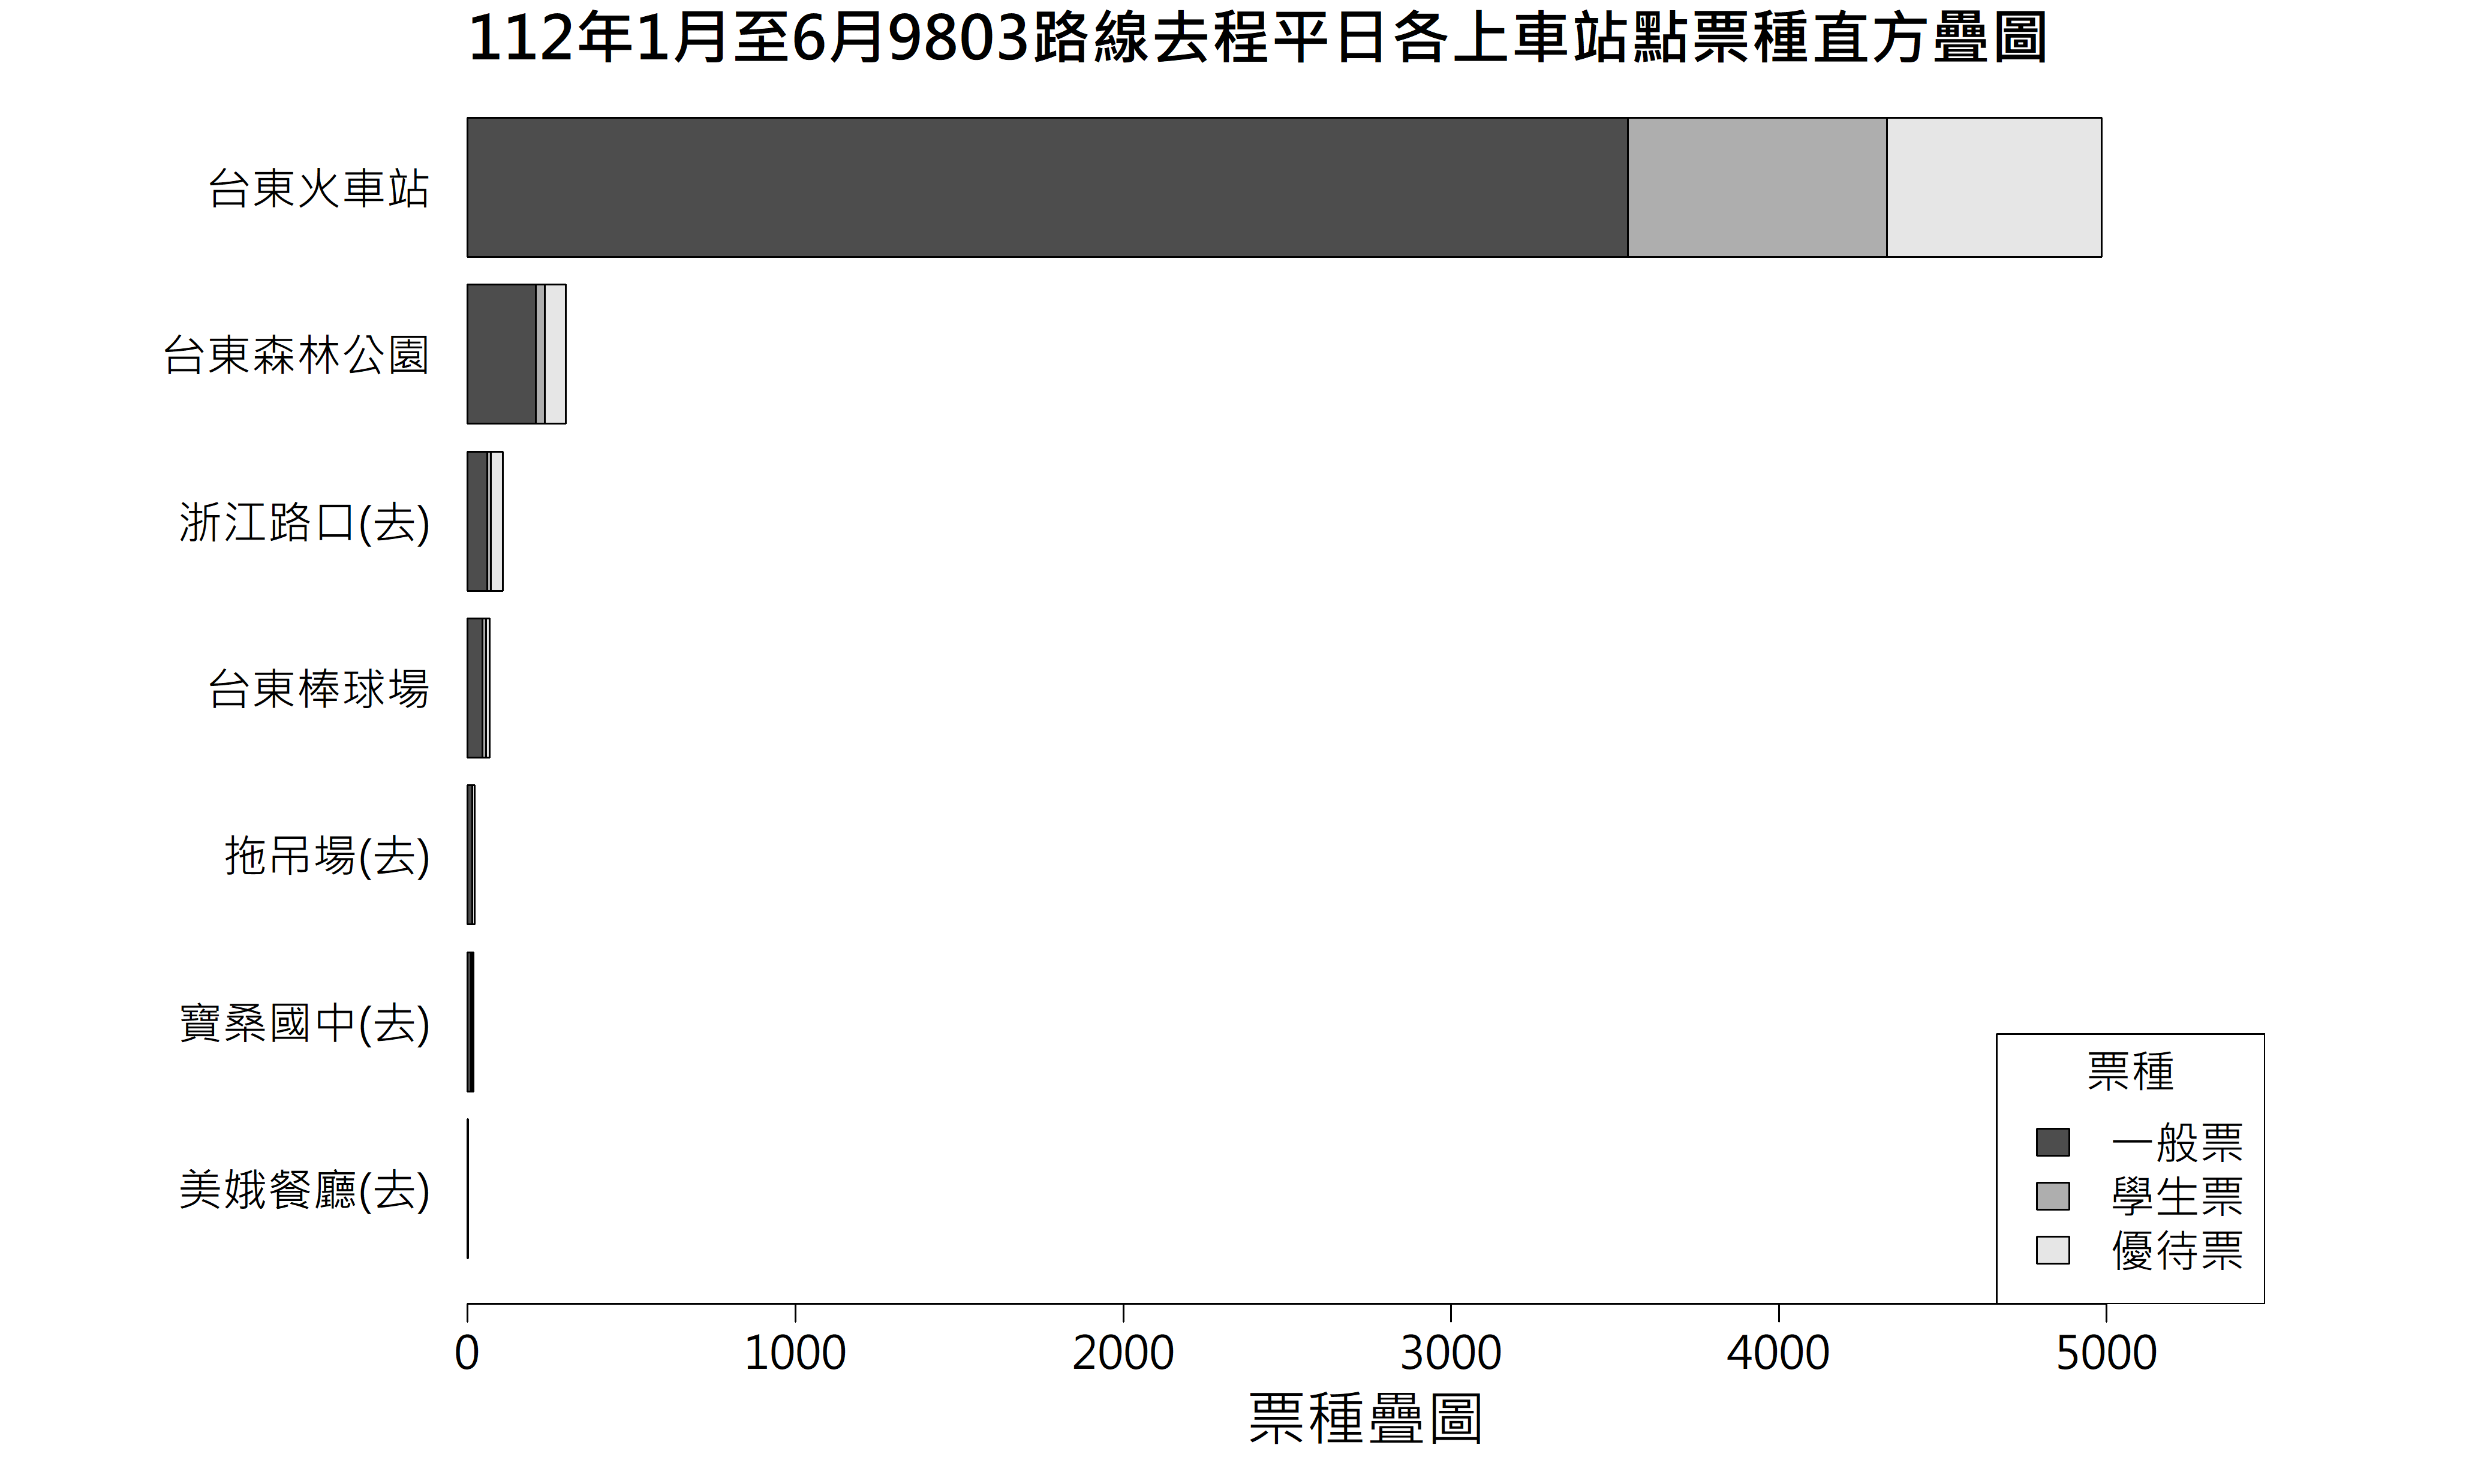 112年1月至6月9803路線去程平日各上車站點票種直方疊圖
台東火車站
台東森林公園
浙江路口(去)
台東棒球場
拖吊場(去)
寶桑國中(去)
美娥餐廳(去)
票種
一般票
學生票
優待票
0 1000 2000 3000 4000 5000
票種疊圖